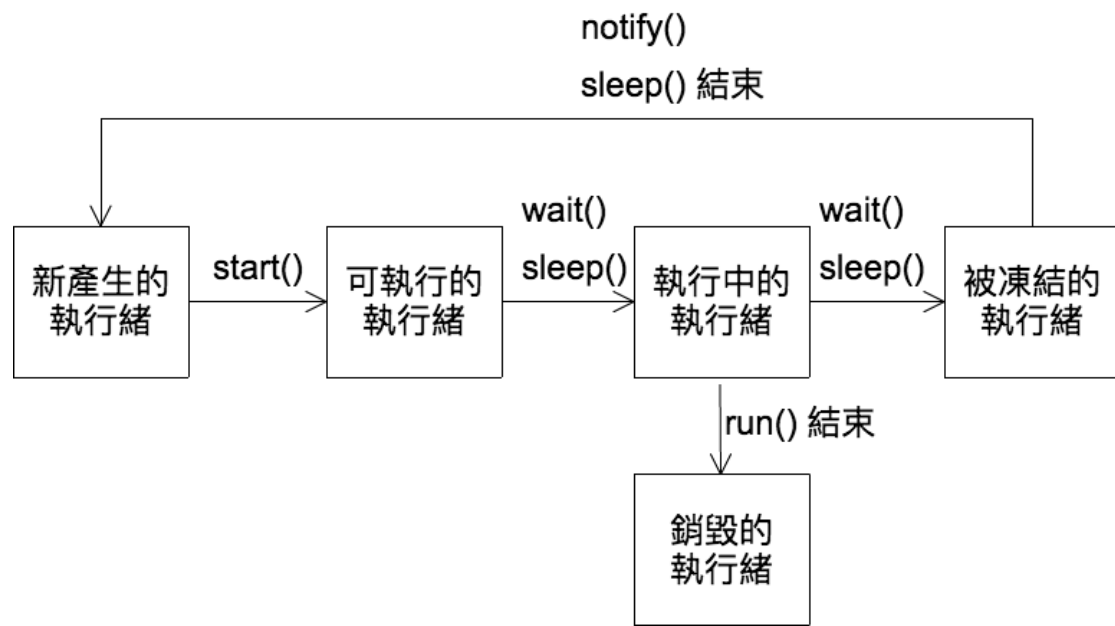 notify()
sleep() 結束
新產生的
執行緒
start()
可執行的
執行緒
wait()
sleep()
執行中的
執行緒
wait()
sleep()
被凍結的
執行緒
run() 結束
銷毀的
執行緒